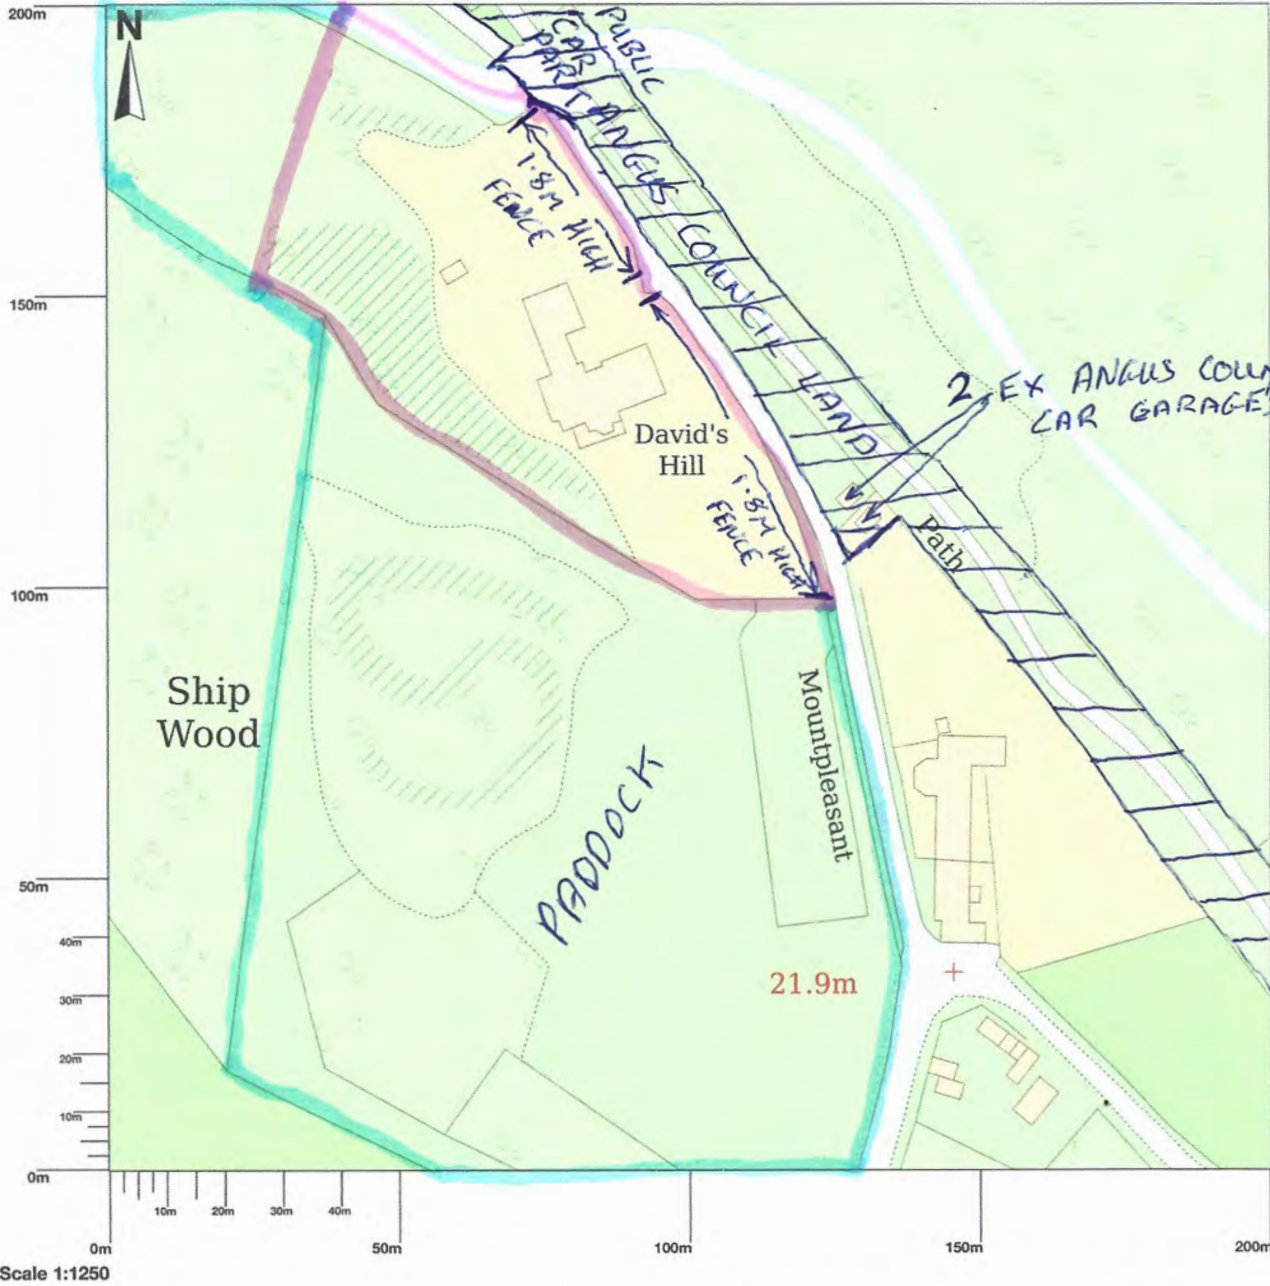 200m
N
PUBLIC
CAR
PART
ANGUS COUNCIL LAND
1.8M HIGH
FENCE
150m
2 EX ANGUS COUN
CAR GARAGES
David's
Hill
1.8M HIGH
FENCE
Path
100m
Ship
Wood
Mountpleasant
PADDOCK
50m
40m
30m
20m
10m
0m
21.9m
10m
20m
30m
40m
0m
50m
100m
150m
200m
Scale 1:1250